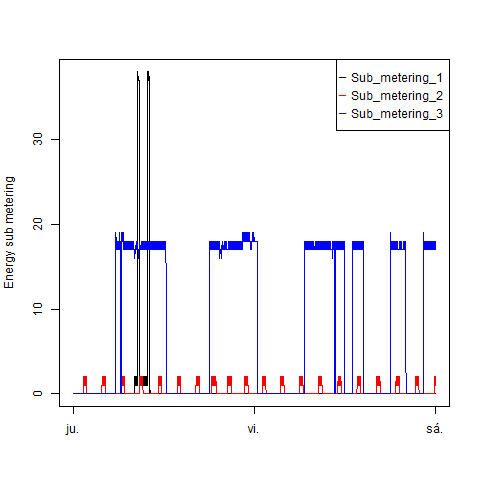 Sub_metering_1
Sub_metering_2
Sub_metering_3
Energy sub metering
30
20
10
0
ju.
vi.
sá.